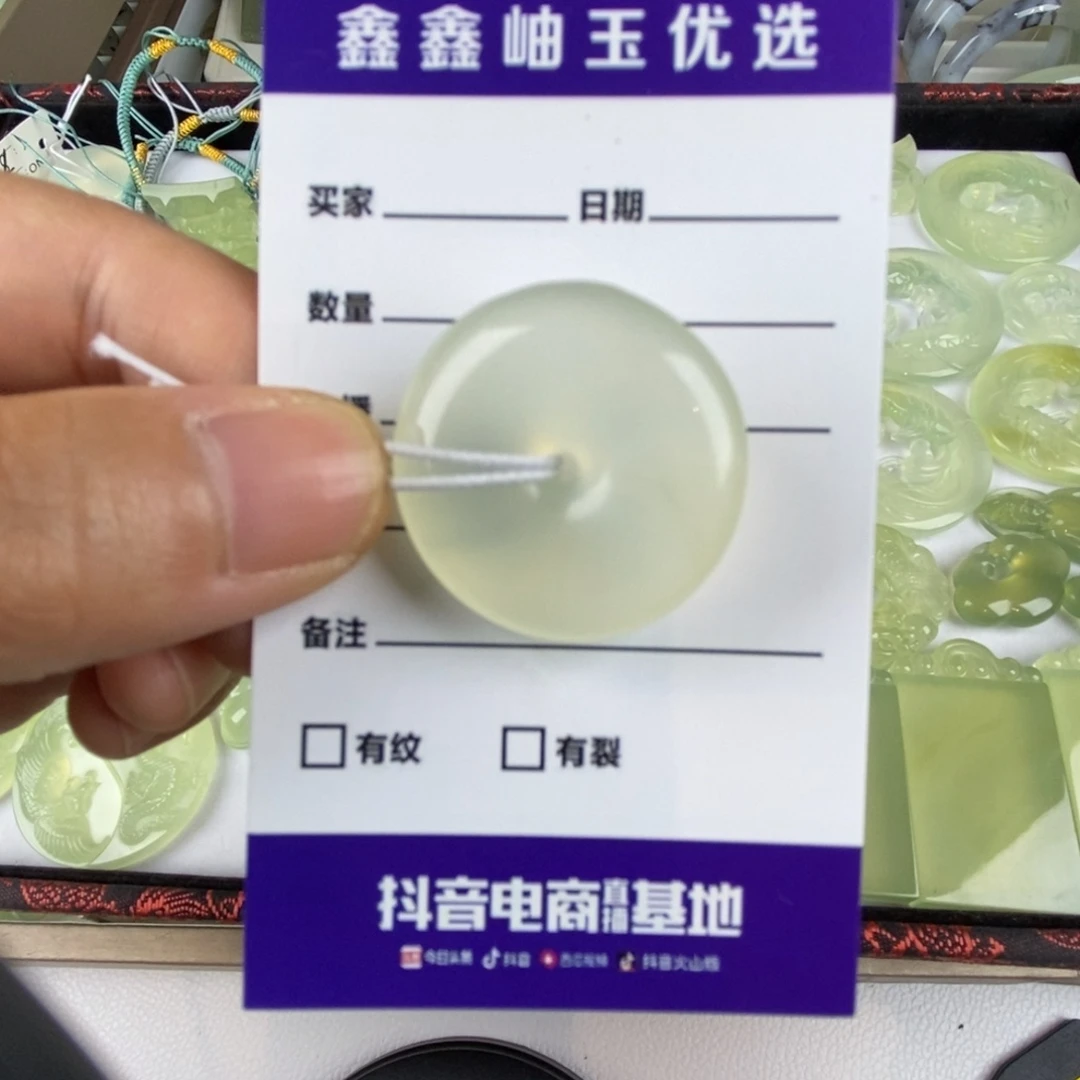 鑫鑫岫玉优选
买家 日期
数量
备注
有纹 有裂
抖音电商直播基地
今日头条 抖音 西瓜视频 抖音火山版